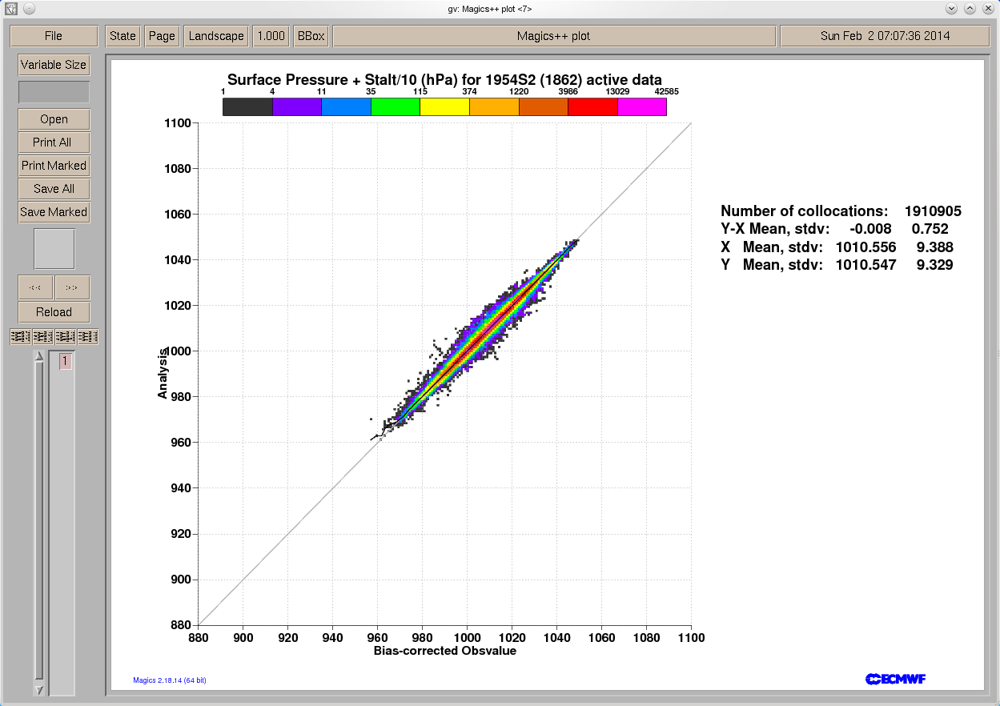 gv: Magics++ plot <7>
File
State Page Landscape 1.000 BBox Magics++ plot Sun Feb 2 07:07:36 2014
Variable Size
Open
Print All
Print Marked
Save All
Save Marked
<< >>
Reload
1
Surface Pressure + Stalt/10 (hPa) for 1954S2 (1862) active data
1 4 11 35 115 374 1220 3986 13029 42585
1100
1080
1060
1040
1020
1000
980
960
940
920
900
880
Analysis
880 900 920 940 960 980 1000 1020 1040 1060 1080 1100
Bias-corrected Obsvalue
Number of collocations: 1910905
Y-X Mean, stdv: -0.008 0.752
X Mean, stdv: 1010.556 9.388
Y Mean, stdv: 1010.547 9.329
Magics 2.18.14 (64 bit)
ECMWF